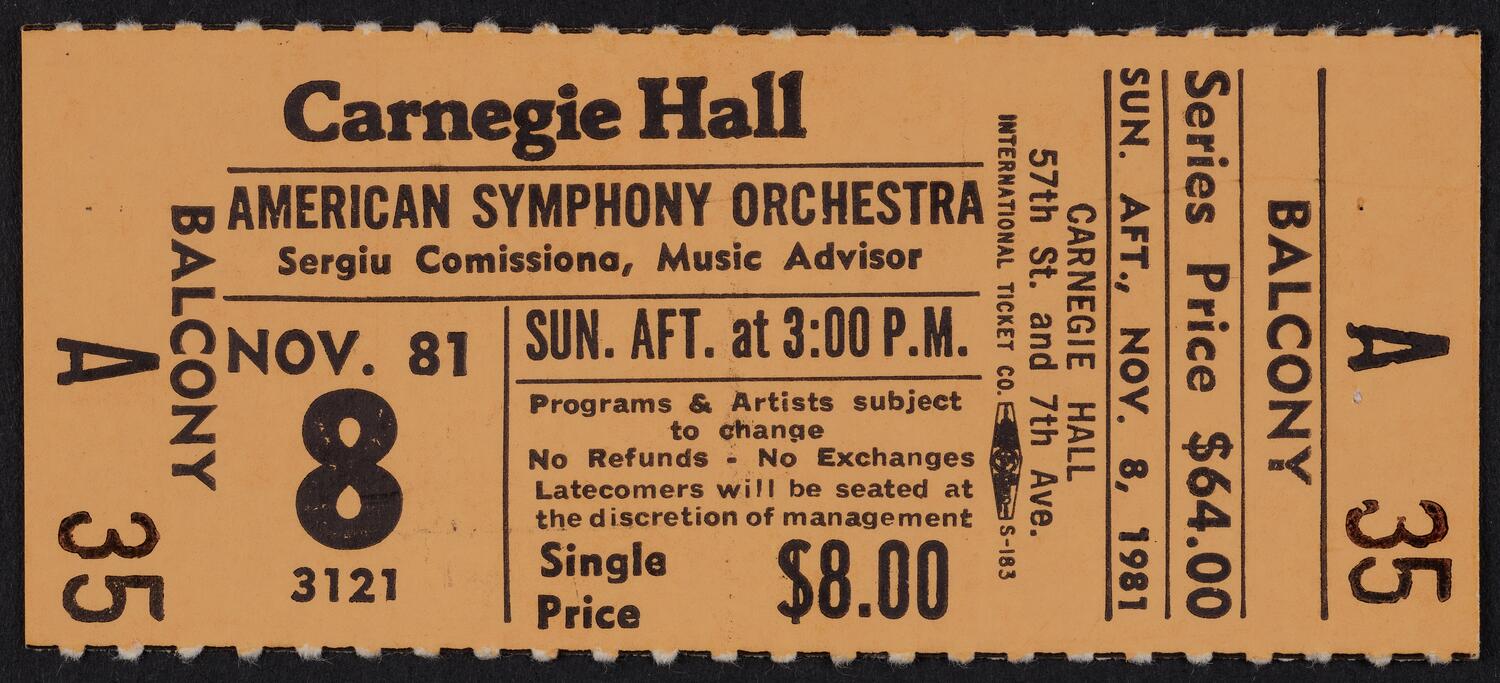 A 35
BALCONY
Carnegie Hall
AMERICAN SYMPHONY ORCHESTRA
Sergiu Comissiona, Music Advisor
NOV. 81
8
3121
SUN. AFT. at 3:00 P.M.
Programs & Artists subject
to change
No Refunds - No Exchanges
Latecomers will be seated at
the discretion of management
Single
Price
$8.00
INTERNATIONAL TICKET CO. S-183
57th St. and 7th Ave.
CARNEGIE HALL
SUN. AFT., NOV. 8, 1981
Series Price $64.00
BALCONY
A 35